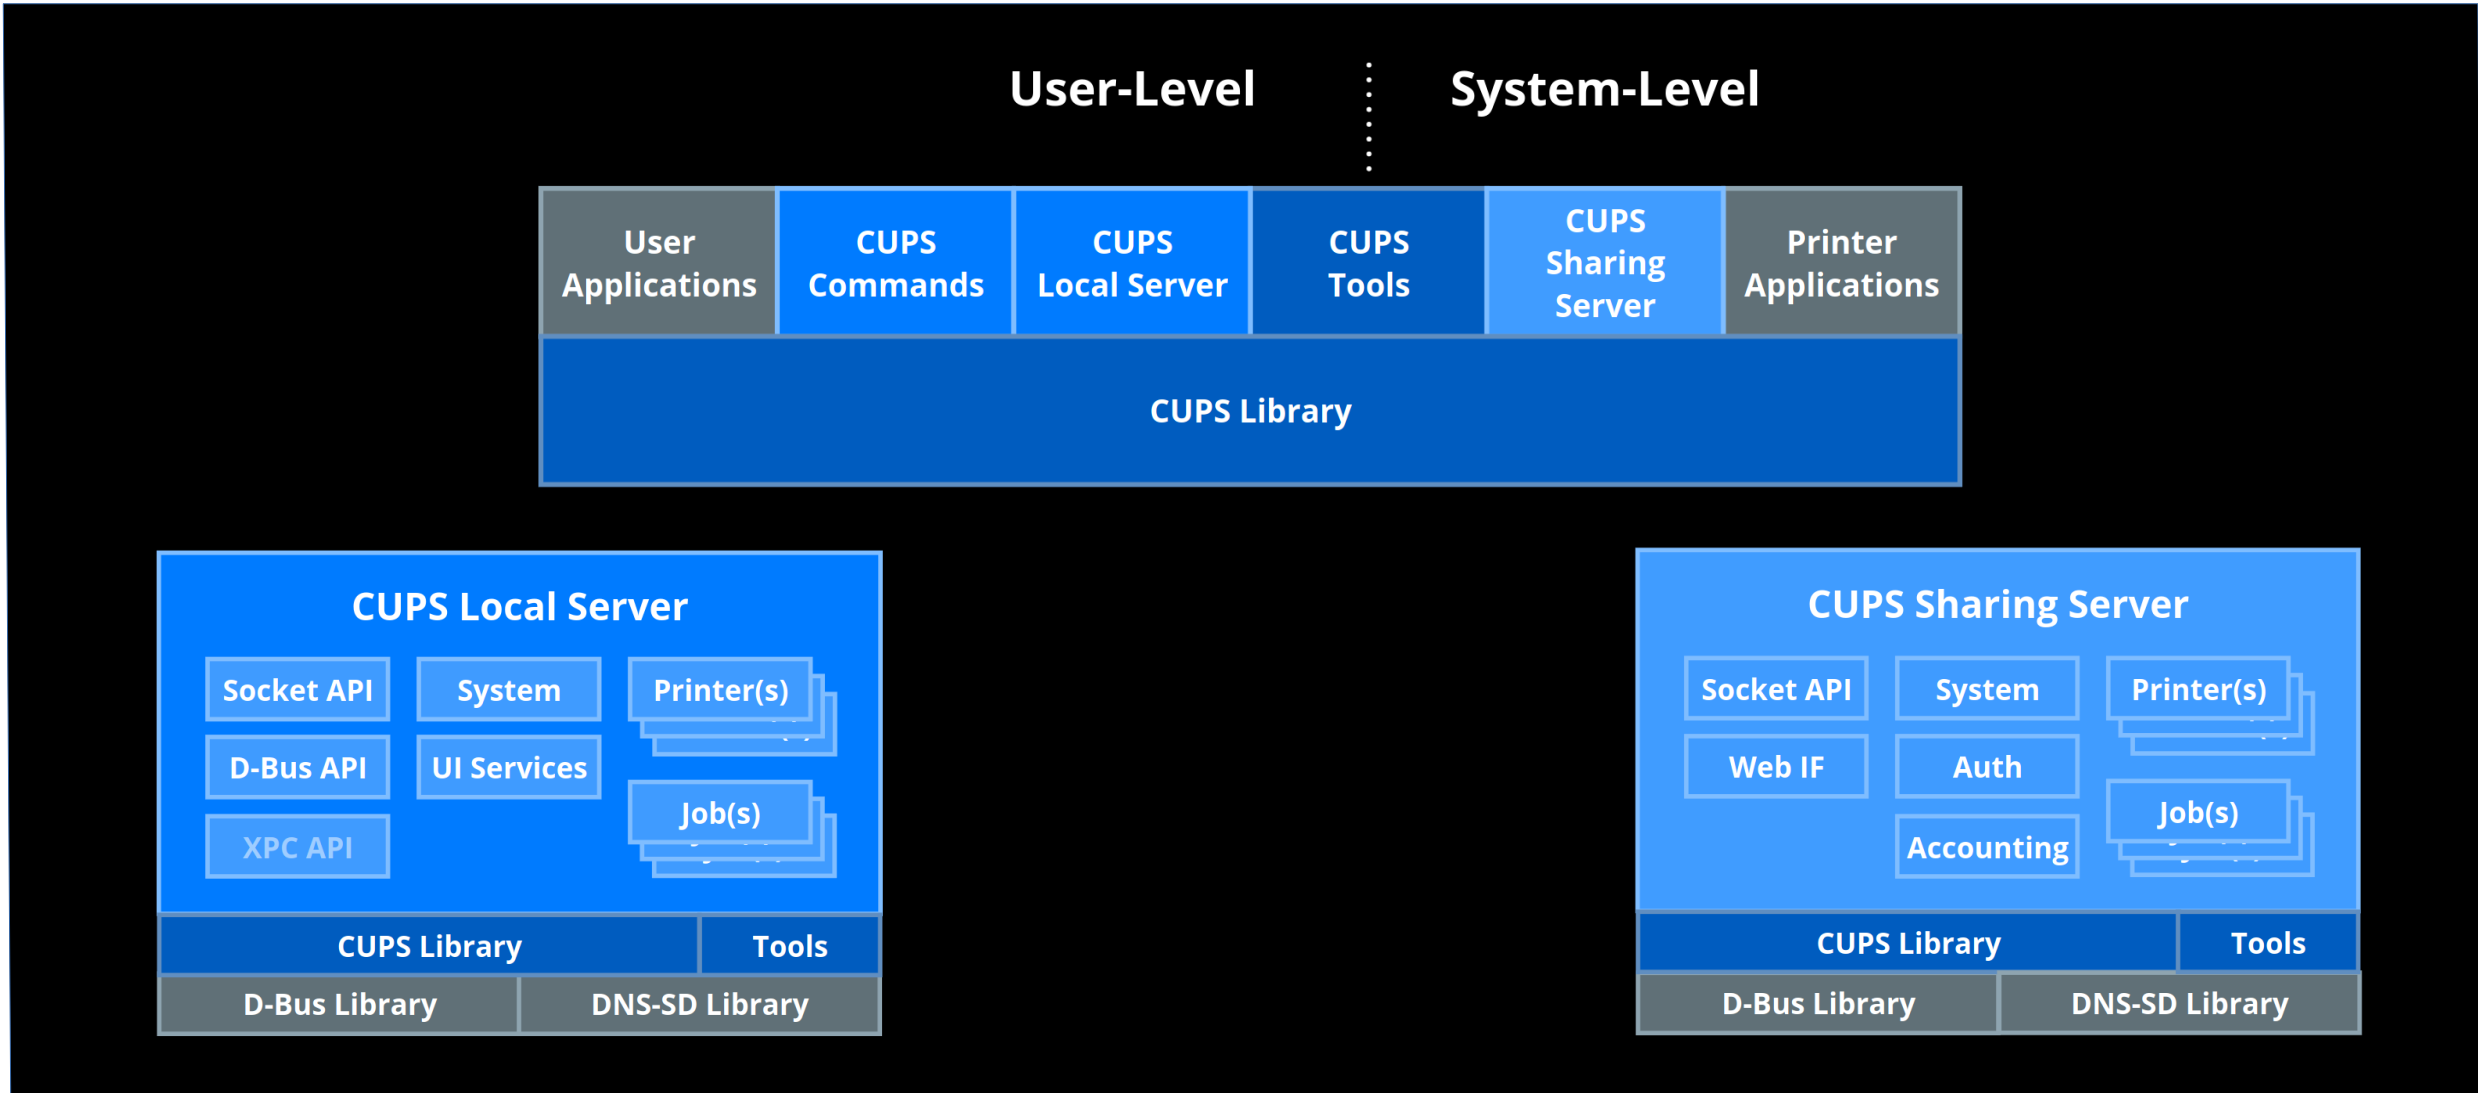 User-Level
System-Level
User
Applications
CUPS
Commands
CUPS
Local Server
CUPS
Tools
CUPS
Sharing
Server
Printer
Applications
CUPS Library
CUPS Local Server
Socket API
System
Printer(s)
D-Bus API
UI Services
Job(s)
XPC API
CUPS Library
Tools
D-Bus Library
DNS-SD Library
CUPS Sharing Server
Socket API
System
Printer(s)
Web IF
Auth
Job(s)
Accounting
CUPS Library
Tools
D-Bus Library
DNS-SD Library